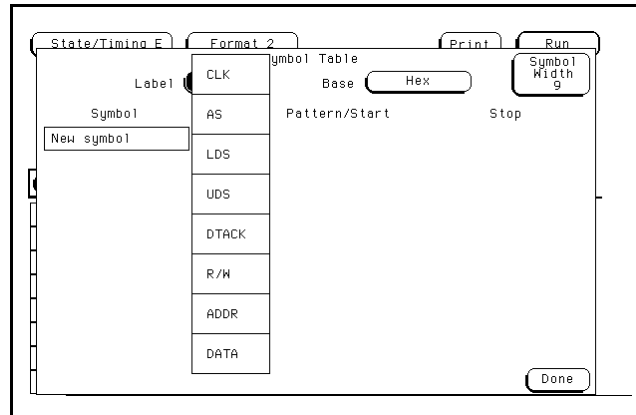 State/Timing E Format 2 Print Run
ymbol Table
Label Base Hex Symbol Width 9
Symbol Pattern/Start Stop
New symbol
CLK
AS
LDS
UDS
DTACK
R/W
ADDR
DATA
Done